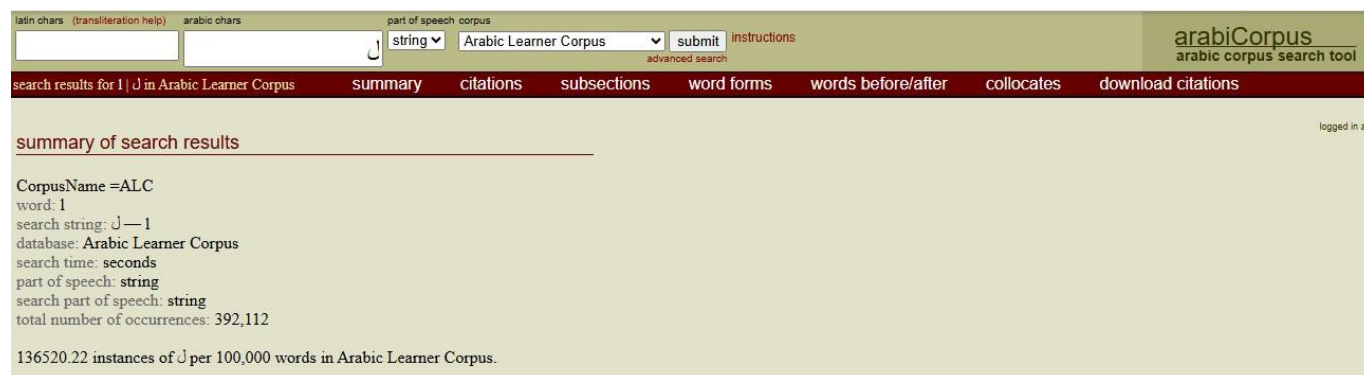 latin chars (transliteration help) arabic chars part of speech corpus
ل string Arabic Learner Corpus submit instructions
advanced search
arabiCorpus
arabic corpus search tool
search results for l | ل in Arabic Learner Corpus summary citations subsections word forms words before/after collocates download citations
logged in a
summary of search results
CorpusName =ALC
word: l
search string: ل — l
database: Arabic Learner Corpus
search time: seconds
part of speech: string
search part of speech: string
total number of occurrences: 392,112
136520.22 instances of ل per 100,000 words in Arabic Learner Corpus.